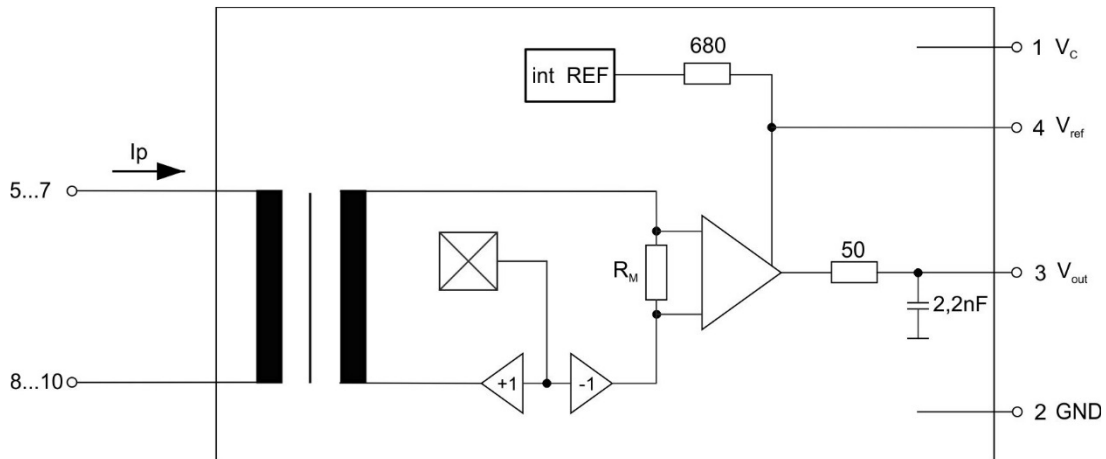 680
1 V_C
int REF
4 V_ref
Ip
5...7
50
R_M
3 V_out
2,2nF
8...10
+1
-1
2 GND